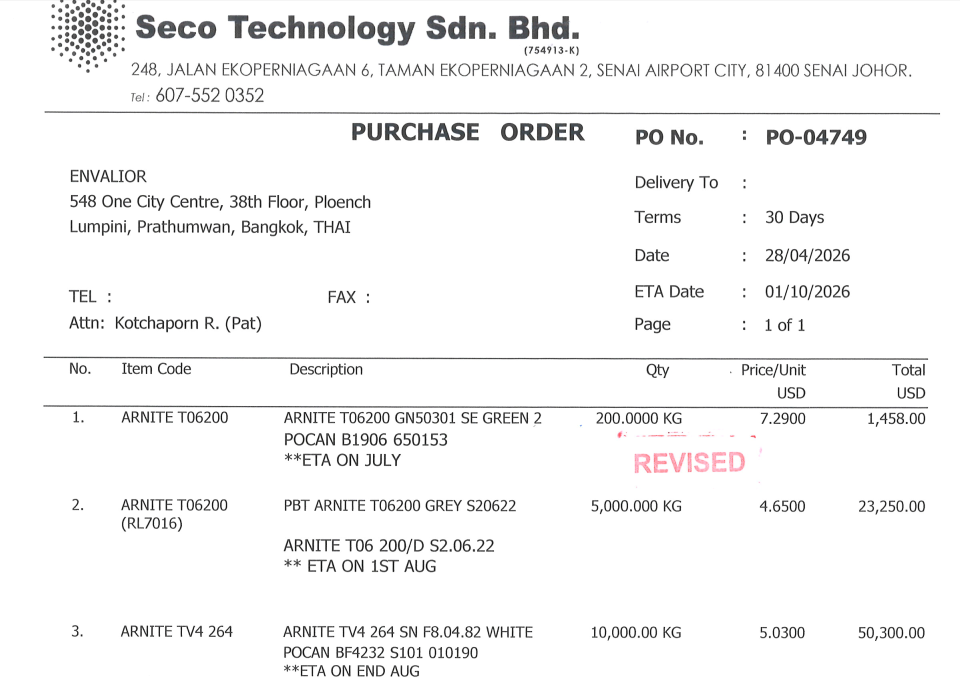 Seco Technology Sdn. Bhd.
(754913-K)
248, JALAN EKOPERNIAGAAN 6, TAMAN EKOPERNIAGAAN 2, SENAI AIRPORT CITY, 81400 SENAI JOHOR.
Tel : 607-552 0352
PURCHASE ORDER
PO No. : PO-04749
ENVALIOR
548 One City Centre, 38th Floor, Ploench
Lumpini, Prathumwan, Bangkok, THAI
Delivery To :
Terms : 30 Days
Date : 28/04/2026
ETA Date : 01/10/2026
Page : 1 of 1
TEL : FAX :
Attn: Kotchaporn R. (Pat)
No. Item Code Description Qty Price/Unit Total
USD USD
1. ARNITE T06200 ARNITE T06200 GN50301 SE GREEN 2 200.0000 KG 7.2900 1,458.00
POCAN B1906 650153
**ETA ON JULY
REVISED
2. ARNITE T06200 PBT ARNITE T06200 GREY S20622 5,000.000 KG 4.6500 23,250.00
(RL7016)
ARNITE T06 200/D S2.06.22
** ETA ON 1ST AUG
3. ARNITE TV4 264 ARNITE TV4 264 SN F8.04.82 WHITE 10,000.00 KG 5.0300 50,300.00
POCAN BF4232 S101 010190
**ETA ON END AUG